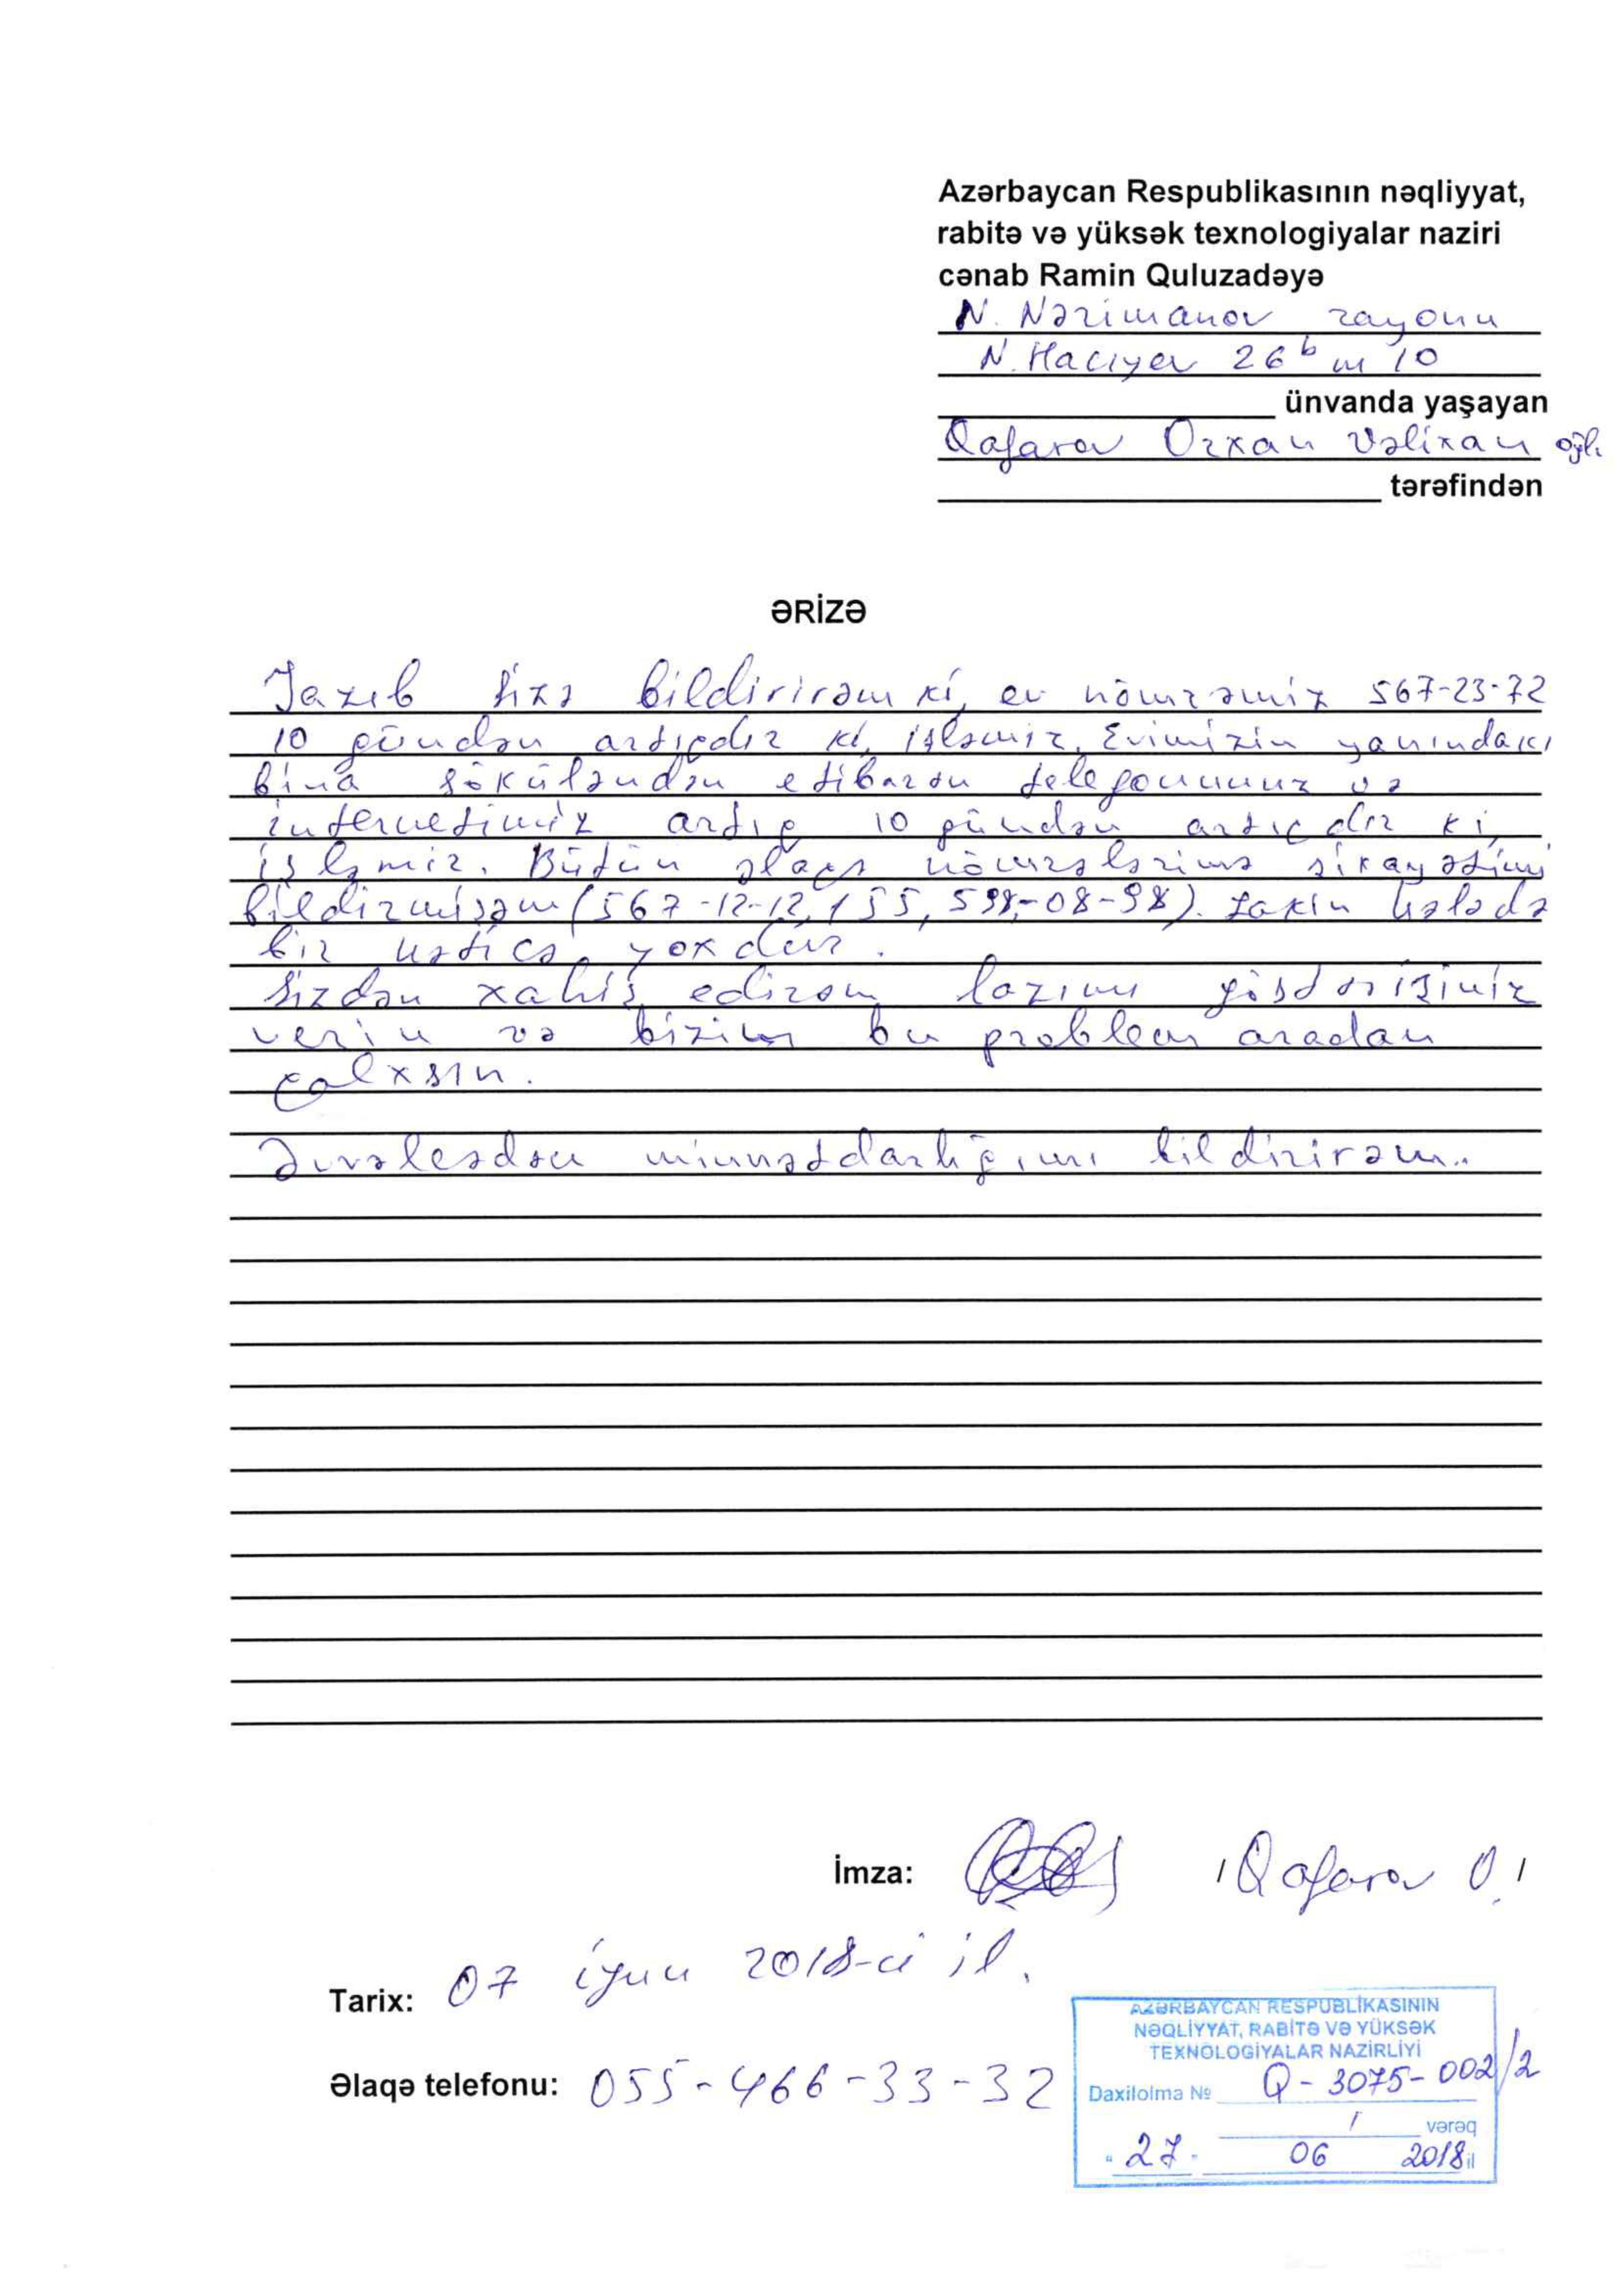 Azərbaycan Respublikasının nəqliyyat,
rabitə və yüksək texnologiyalar naziri
cənab Ramin Quluzadəyə
N. Nərimanov rayonu
N. Hacıyev 26 b m 10
ünvanda yaşayan
Qafarov Orxan Vəlixan oğlı
tərəfindən
ƏRİZƏ
Yazıb sizə bildirirəm ki, ev nömrəmiz 567-23-72
10 gündən artıqdır ki, işləmir. Evimizin yanındakı
bina söküləndən etibarən telefonumuz və
internetimiz artıq 10 gündən artıqdır ki,
işləmir. Bütün əlaqə nömrələrinə şikayətimi
bildirmişəm (567-12-12, 155, 598-08-98). Lakin hələdə
bir nəticə yoxdur.
Sizdən xahiş edirəm lazımı göstərişiniz
verin və bizim bu problem aradan
qalxsın.
Əvvəlcədən minnətdarlığımı bildirirəm.
İmza: / Qafarov O. /
Tarix: 07 iyun 2018-ci il.
Əlaqə telefonu: 055-466-33-32
AZƏRBAYCAN RESPUBLİKASININ
NƏQLİYYAT, RABİTƏ VƏ YÜKSƏK
TEXNOLOGİYALAR NAZİRLİYİ
Daxilolma № Q-3075-002/2
1 vərəq
"27" 06 2018 il